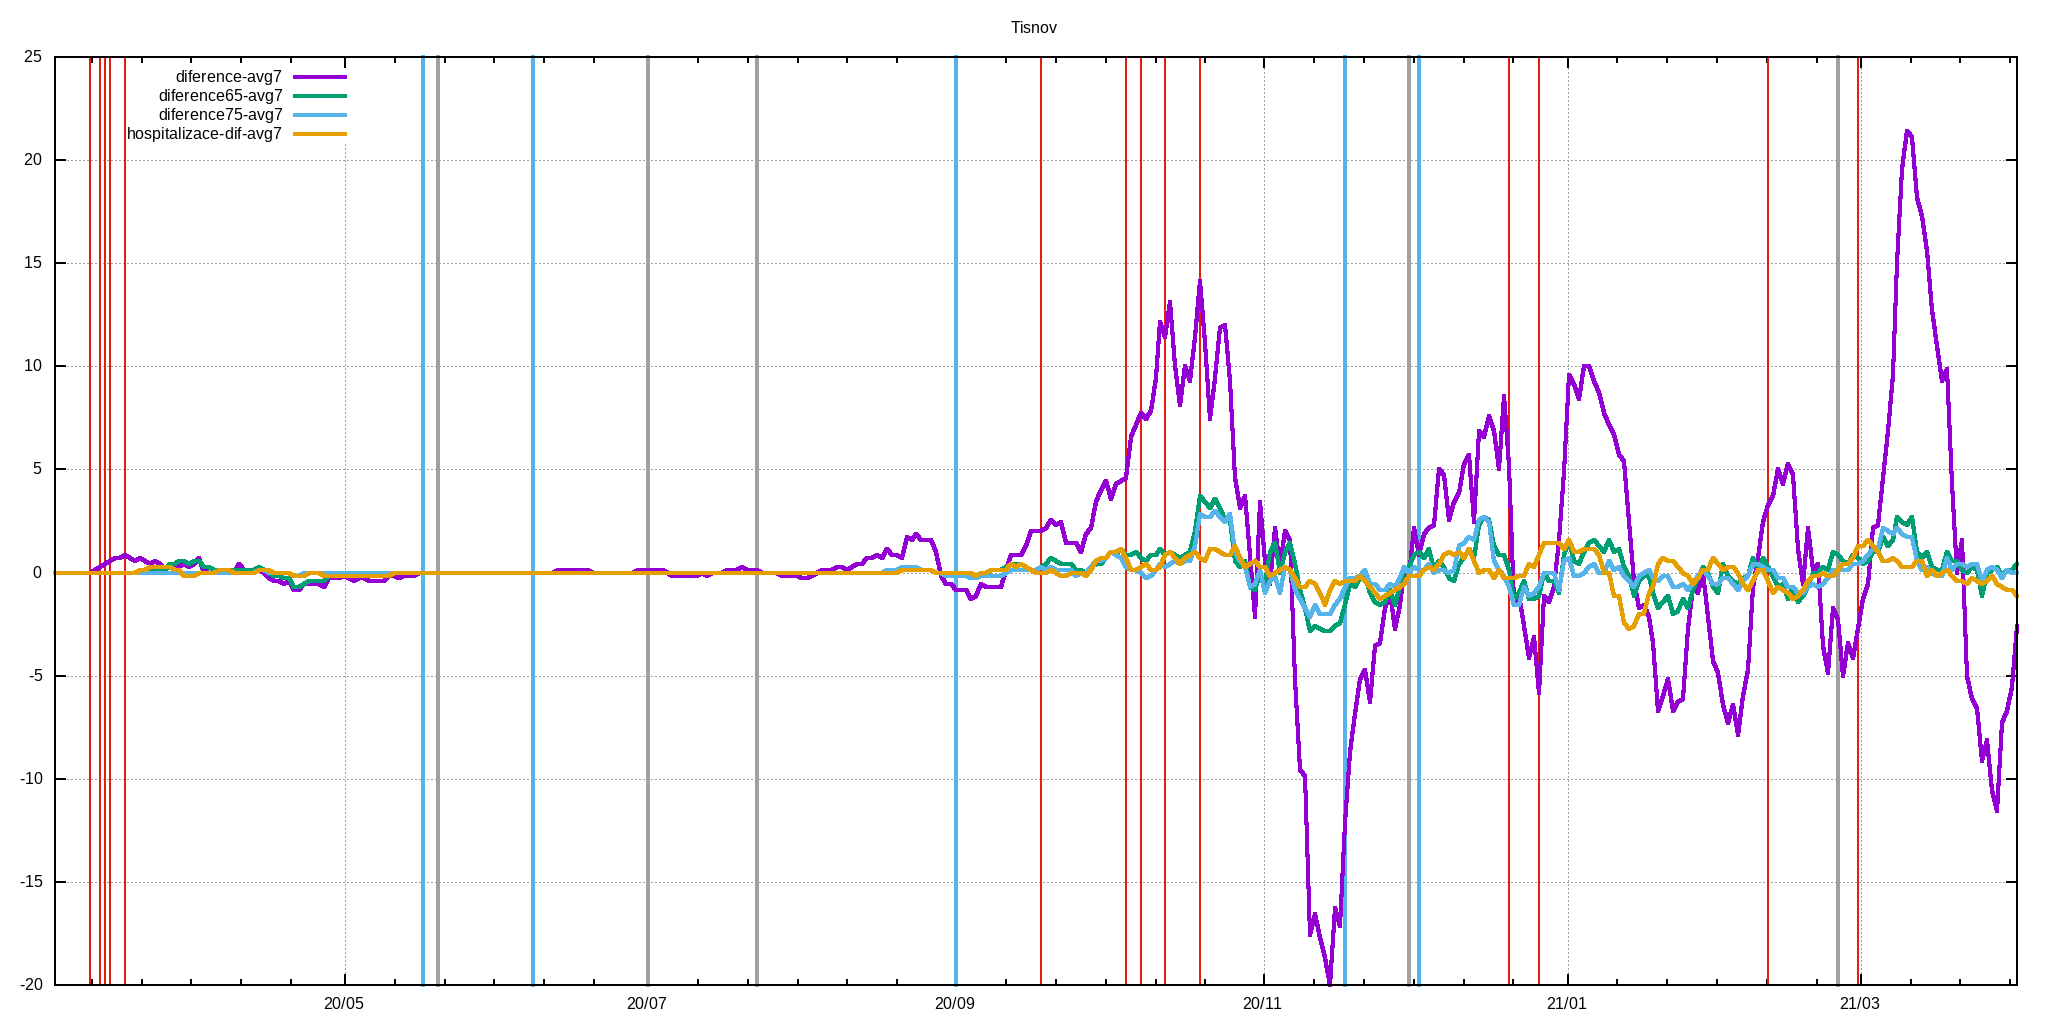 Tisnov
25
20
15
10
5
0
-5
-10
-15
-20
diference-avg7
diference65-avg7
diference75-avg7
hospitalizace-dif-avg7
20/05 20/07 20/09 20/11 21/01 21/03